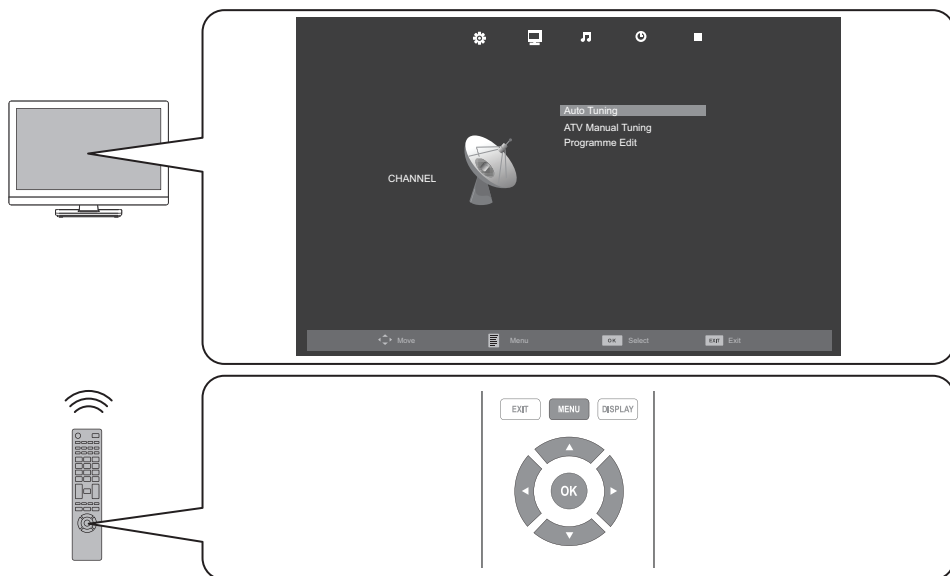 Auto Tuning
ATV Manual Tuning
Programme Edit
CHANNEL
Move Menu OK Select EXIT Exit
EXIT MENU DISPLAY
OK